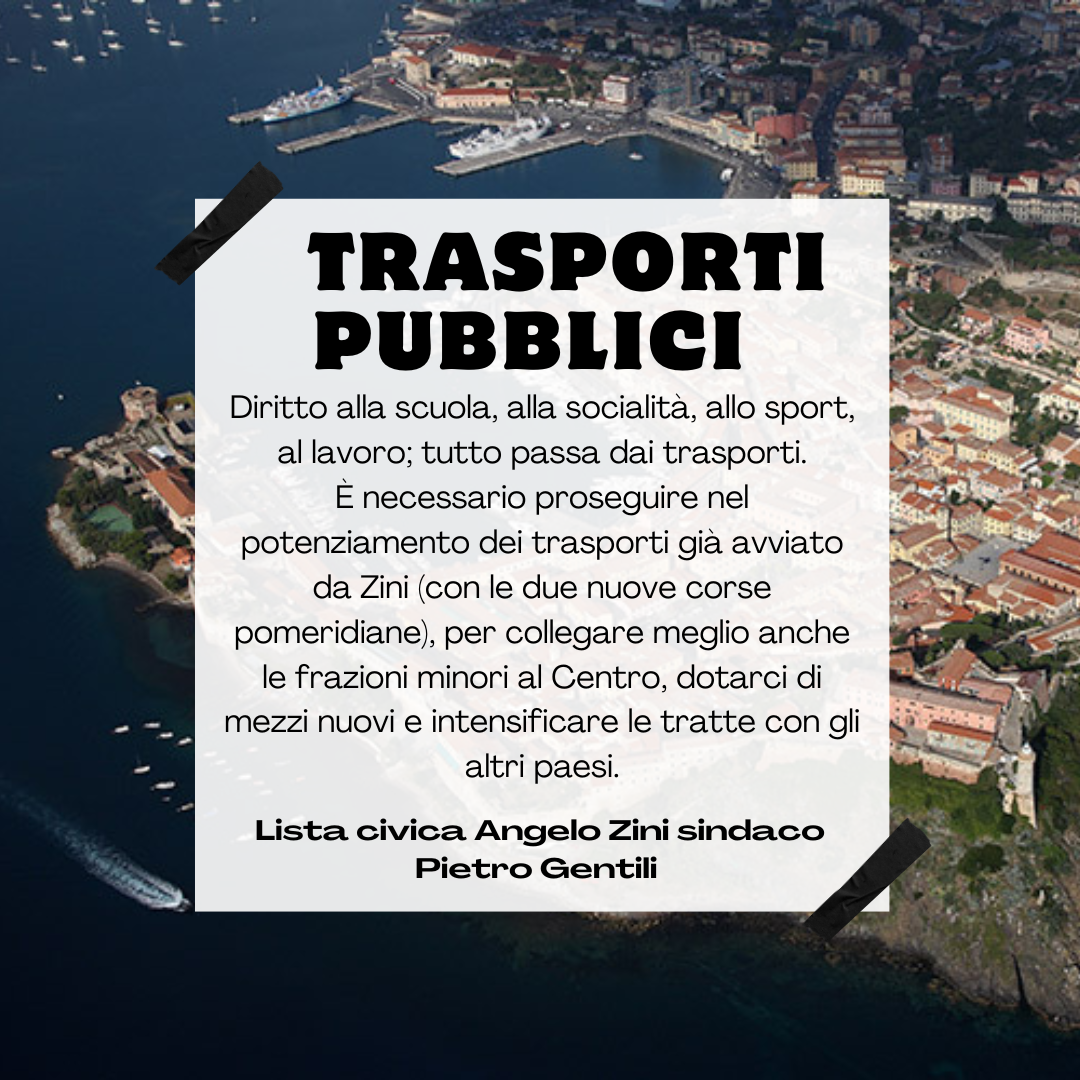 TRASPORTI
PUBBLICI
Diritto alla scuola, alla socialità, allo sport,
al lavoro; tutto passa dai trasporti.
È necessario proseguire nel
potenziamento dei trasporti già avviato
da Zini (con le due nuove corse
pomeridiane), per collegare meglio anche
le frazioni minori al Centro, dotarci di
mezzi nuovi e intensificare le tratte con gli
altri paesi.
Lista civica Angelo Zini sindaco
Pietro Gentili